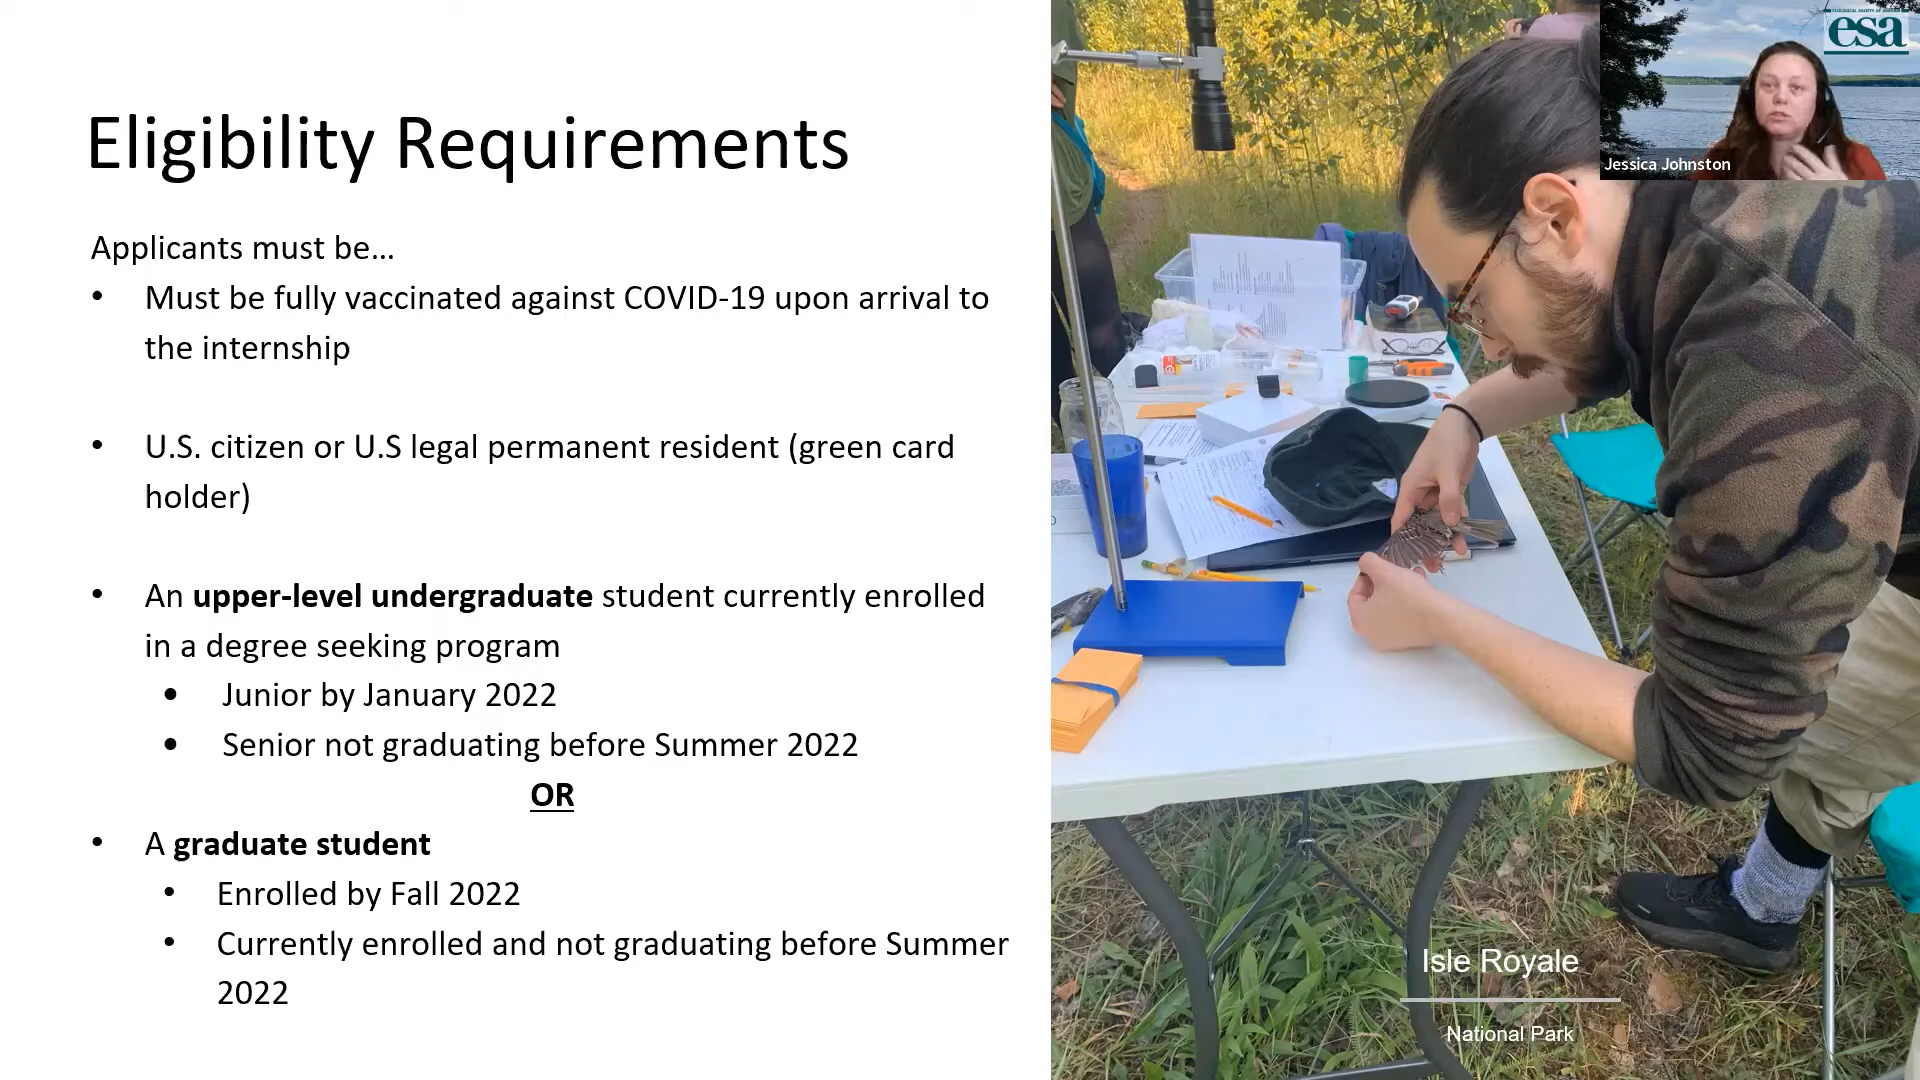 Eligibility Requirements
Applicants must be…
• Must be fully vaccinated against COVID-19 upon arrival to
the internship
• U.S. citizen or U.S legal permanent resident (green card
holder)
• An upper-level undergraduate student currently enrolled
in a degree seeking program
• Junior by January 2022
• Senior not graduating before Summer 2022
OR
• A graduate student
• Enrolled by Fall 2022
• Currently enrolled and not graduating before Summer
2022
esa
Jessica Johnston
Isle Royale
National Park